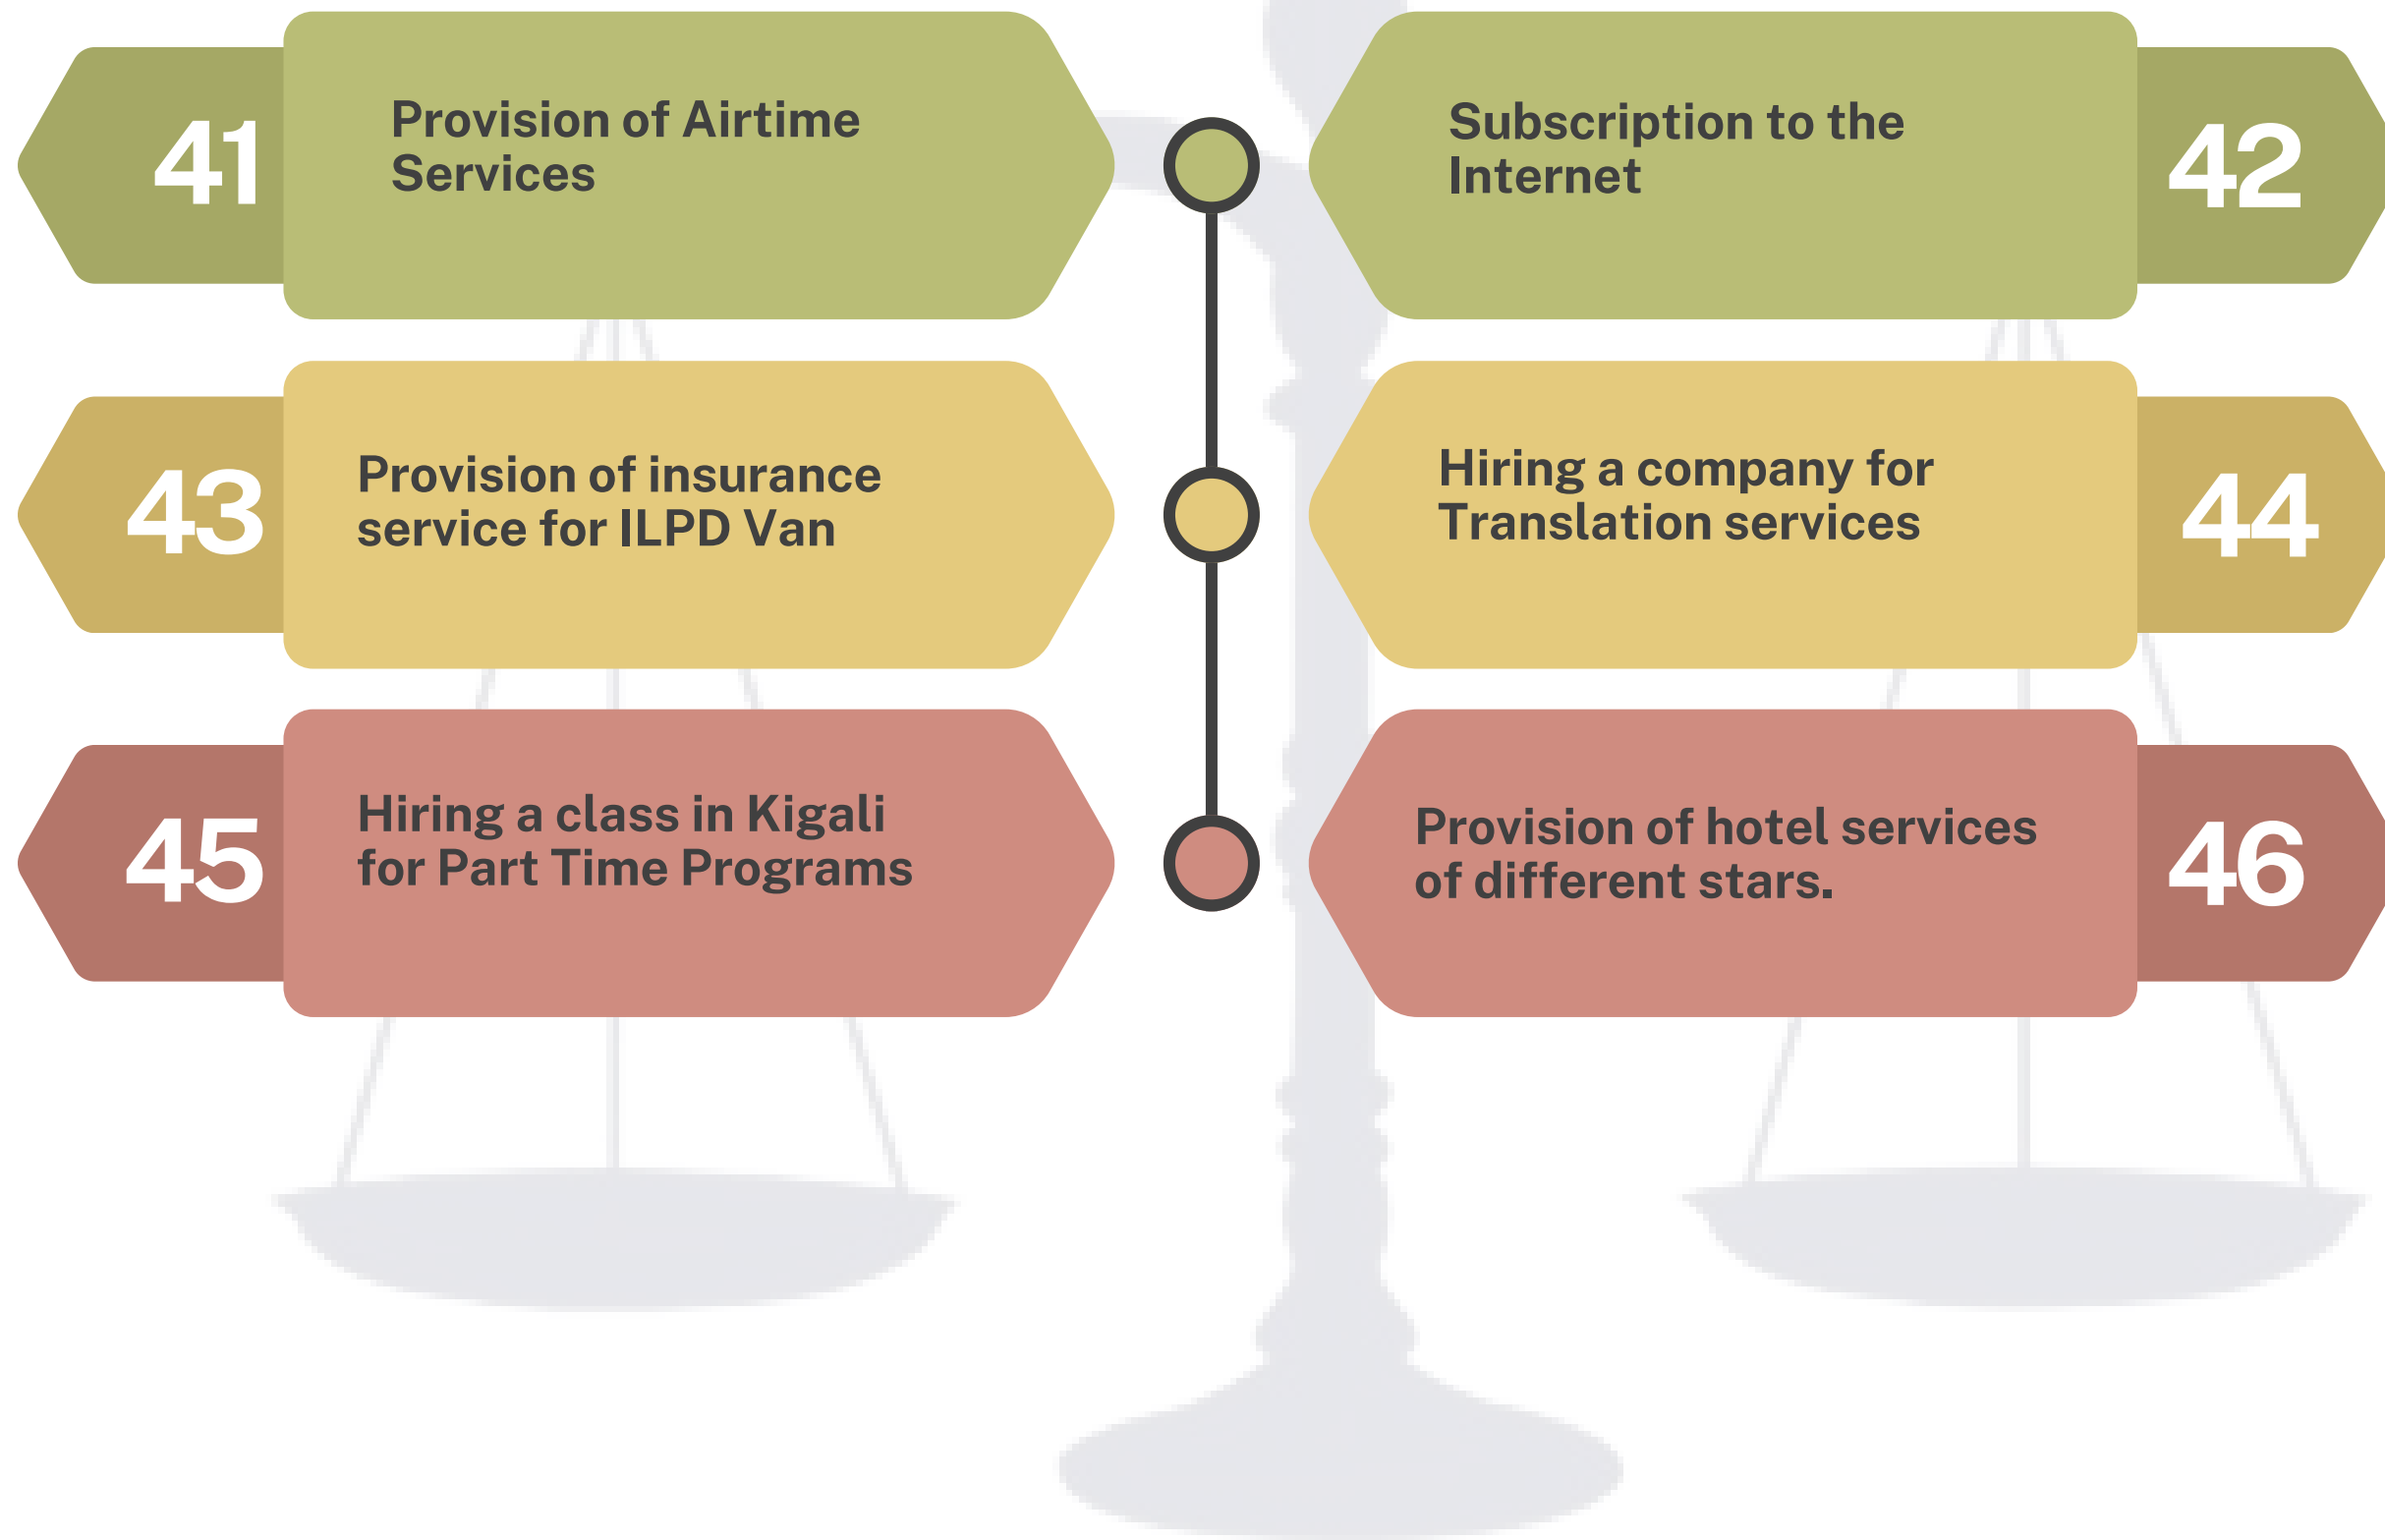 41
Provision of Airtime
Services
42
Subscription to the
Internet
43
Provision of insurance
service for ILPD Van
44
Hiring a company for
Translation services
45
Hiring a class in Kigali
for Part Time Programs
46
Provision of hotel services
of different stars.